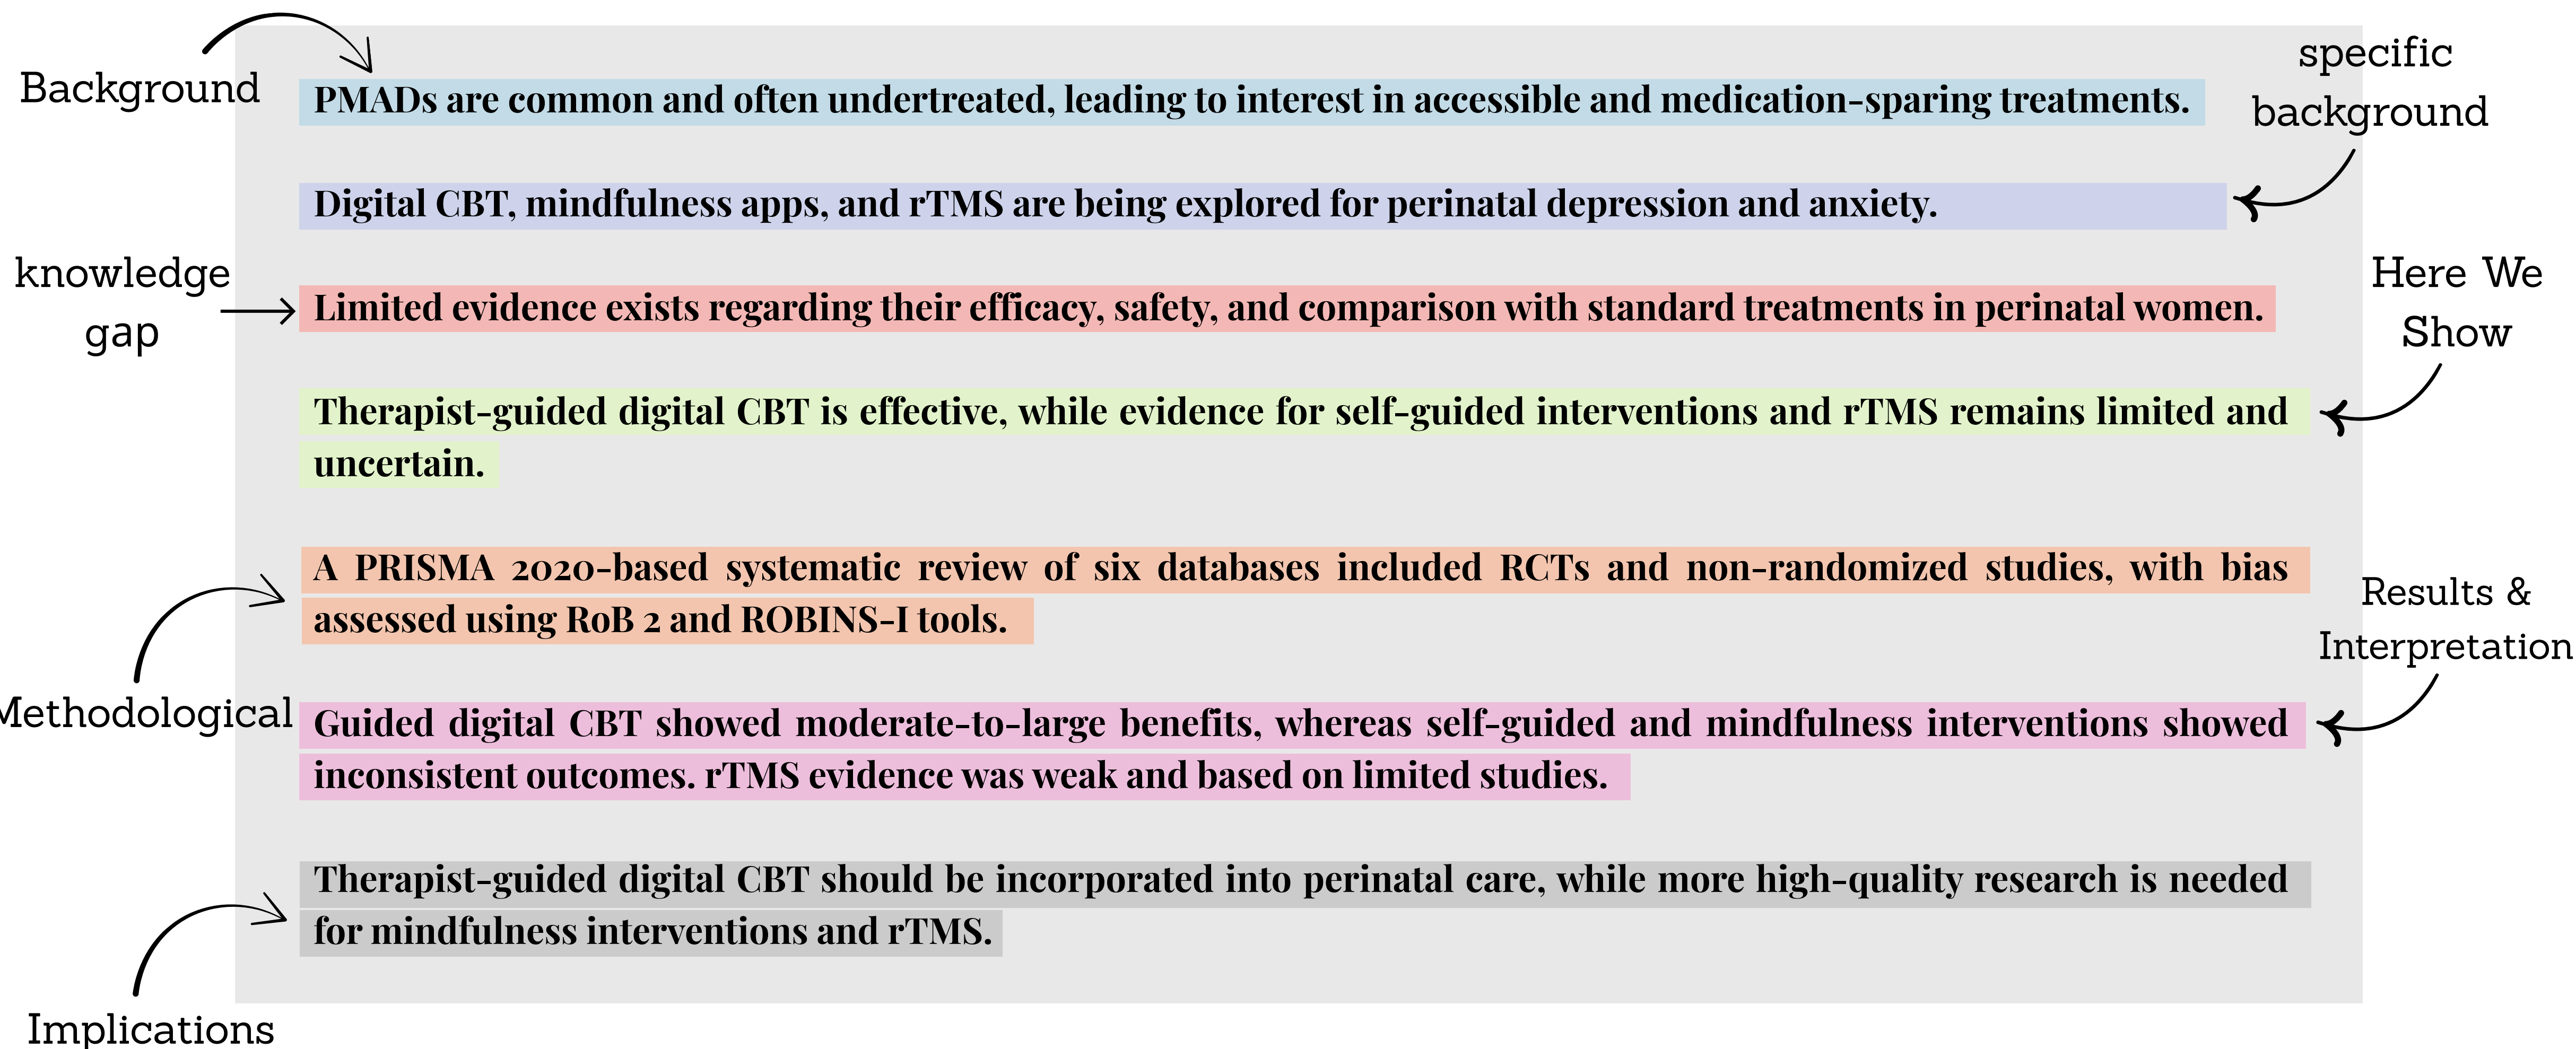 Background
PMADs are common and often undertreated, leading to interest in accessible and medication-sparing treatments.
specific
background
Digital CBT, mindfulness apps, and rTMS are being explored for perinatal depression and anxiety.
knowledge
gap
Limited evidence exists regarding their efficacy, safety, and comparison with standard treatments in perinatal women.
Here We
Show
Therapist-guided digital CBT is effective, while evidence for self-guided interventions and rTMS remains limited and
uncertain.
Methodological
A PRISMA 2020-based systematic review of six databases included RCTs and non-randomized studies, with bias
assessed using RoB 2 and ROBINS-I tools.
Results &
Interpretation
Guided digital CBT showed moderate-to-large benefits, whereas self-guided and mindfulness interventions showed
inconsistent outcomes. rTMS evidence was weak and based on limited studies.
Implications
Therapist-guided digital CBT should be incorporated into perinatal care, while more high-quality research is needed
for mindfulness interventions and rTMS.